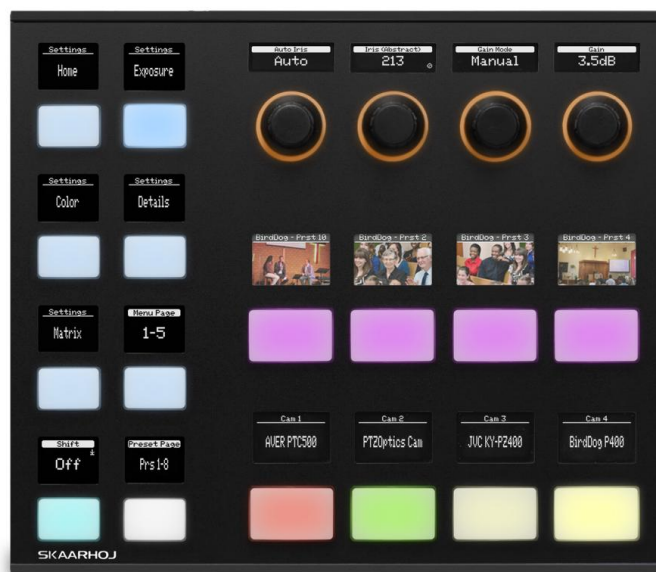 Settings
Home
Settings
Exposure
Auto Iris
Auto
Iris (Abstract)
213
Gain Mode
Manual
Gain
3.5dB
Settings
Color
Settings
Details
BirdDog - Prst 10
BirdDog - Prst 2
BirdDog - Prst 3
BirdDog - Prst 4
Settings
Matrix
Menu Page
1-5
Shift
Off
Preset Page
Prs 1-8
Cam 1
AVER PTC500
Cam 2
PTZOptics Cam
Cam 3
JVC KY-PZ400
Cam 4
BirdDog P400
SKAARHOJ